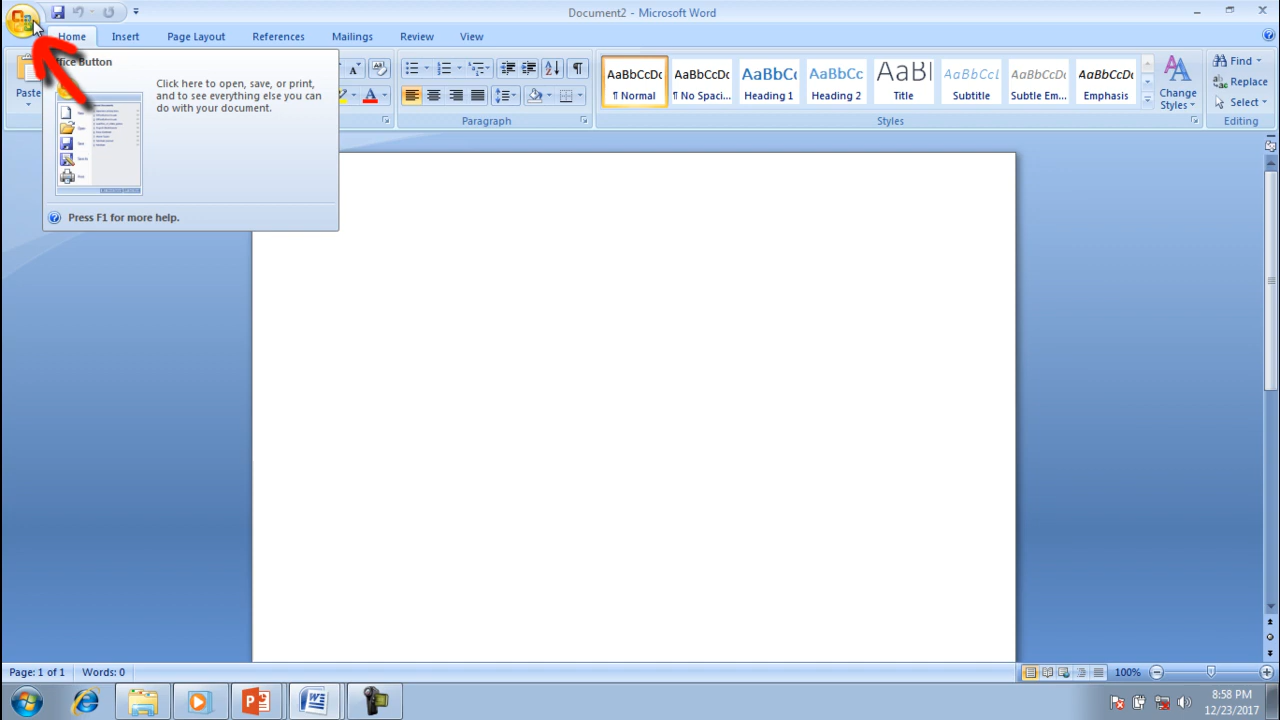 Document2 - Microsoft Word
Home Insert Page Layout References Mailings Review View
ffice Button
Click here to open, save, or print,
and to see everything else you can
do with your document.
Press F1 for more help.
Paste
Paragraph
AaBbCcDc AaBbCcDc AaBbCc AaBbCc AaBl AaBbCcL AaBbCcDc AaBbCcDc
¶ Normal ¶ No Spaci... Heading 1 Heading 2 Title Subtitle Subtle Em... Emphasis
Change
Styles
Styles
Find
Replace
Select
Editing
Page: 1 of 1 Words: 0
100%
8:58 PM
12/23/2017